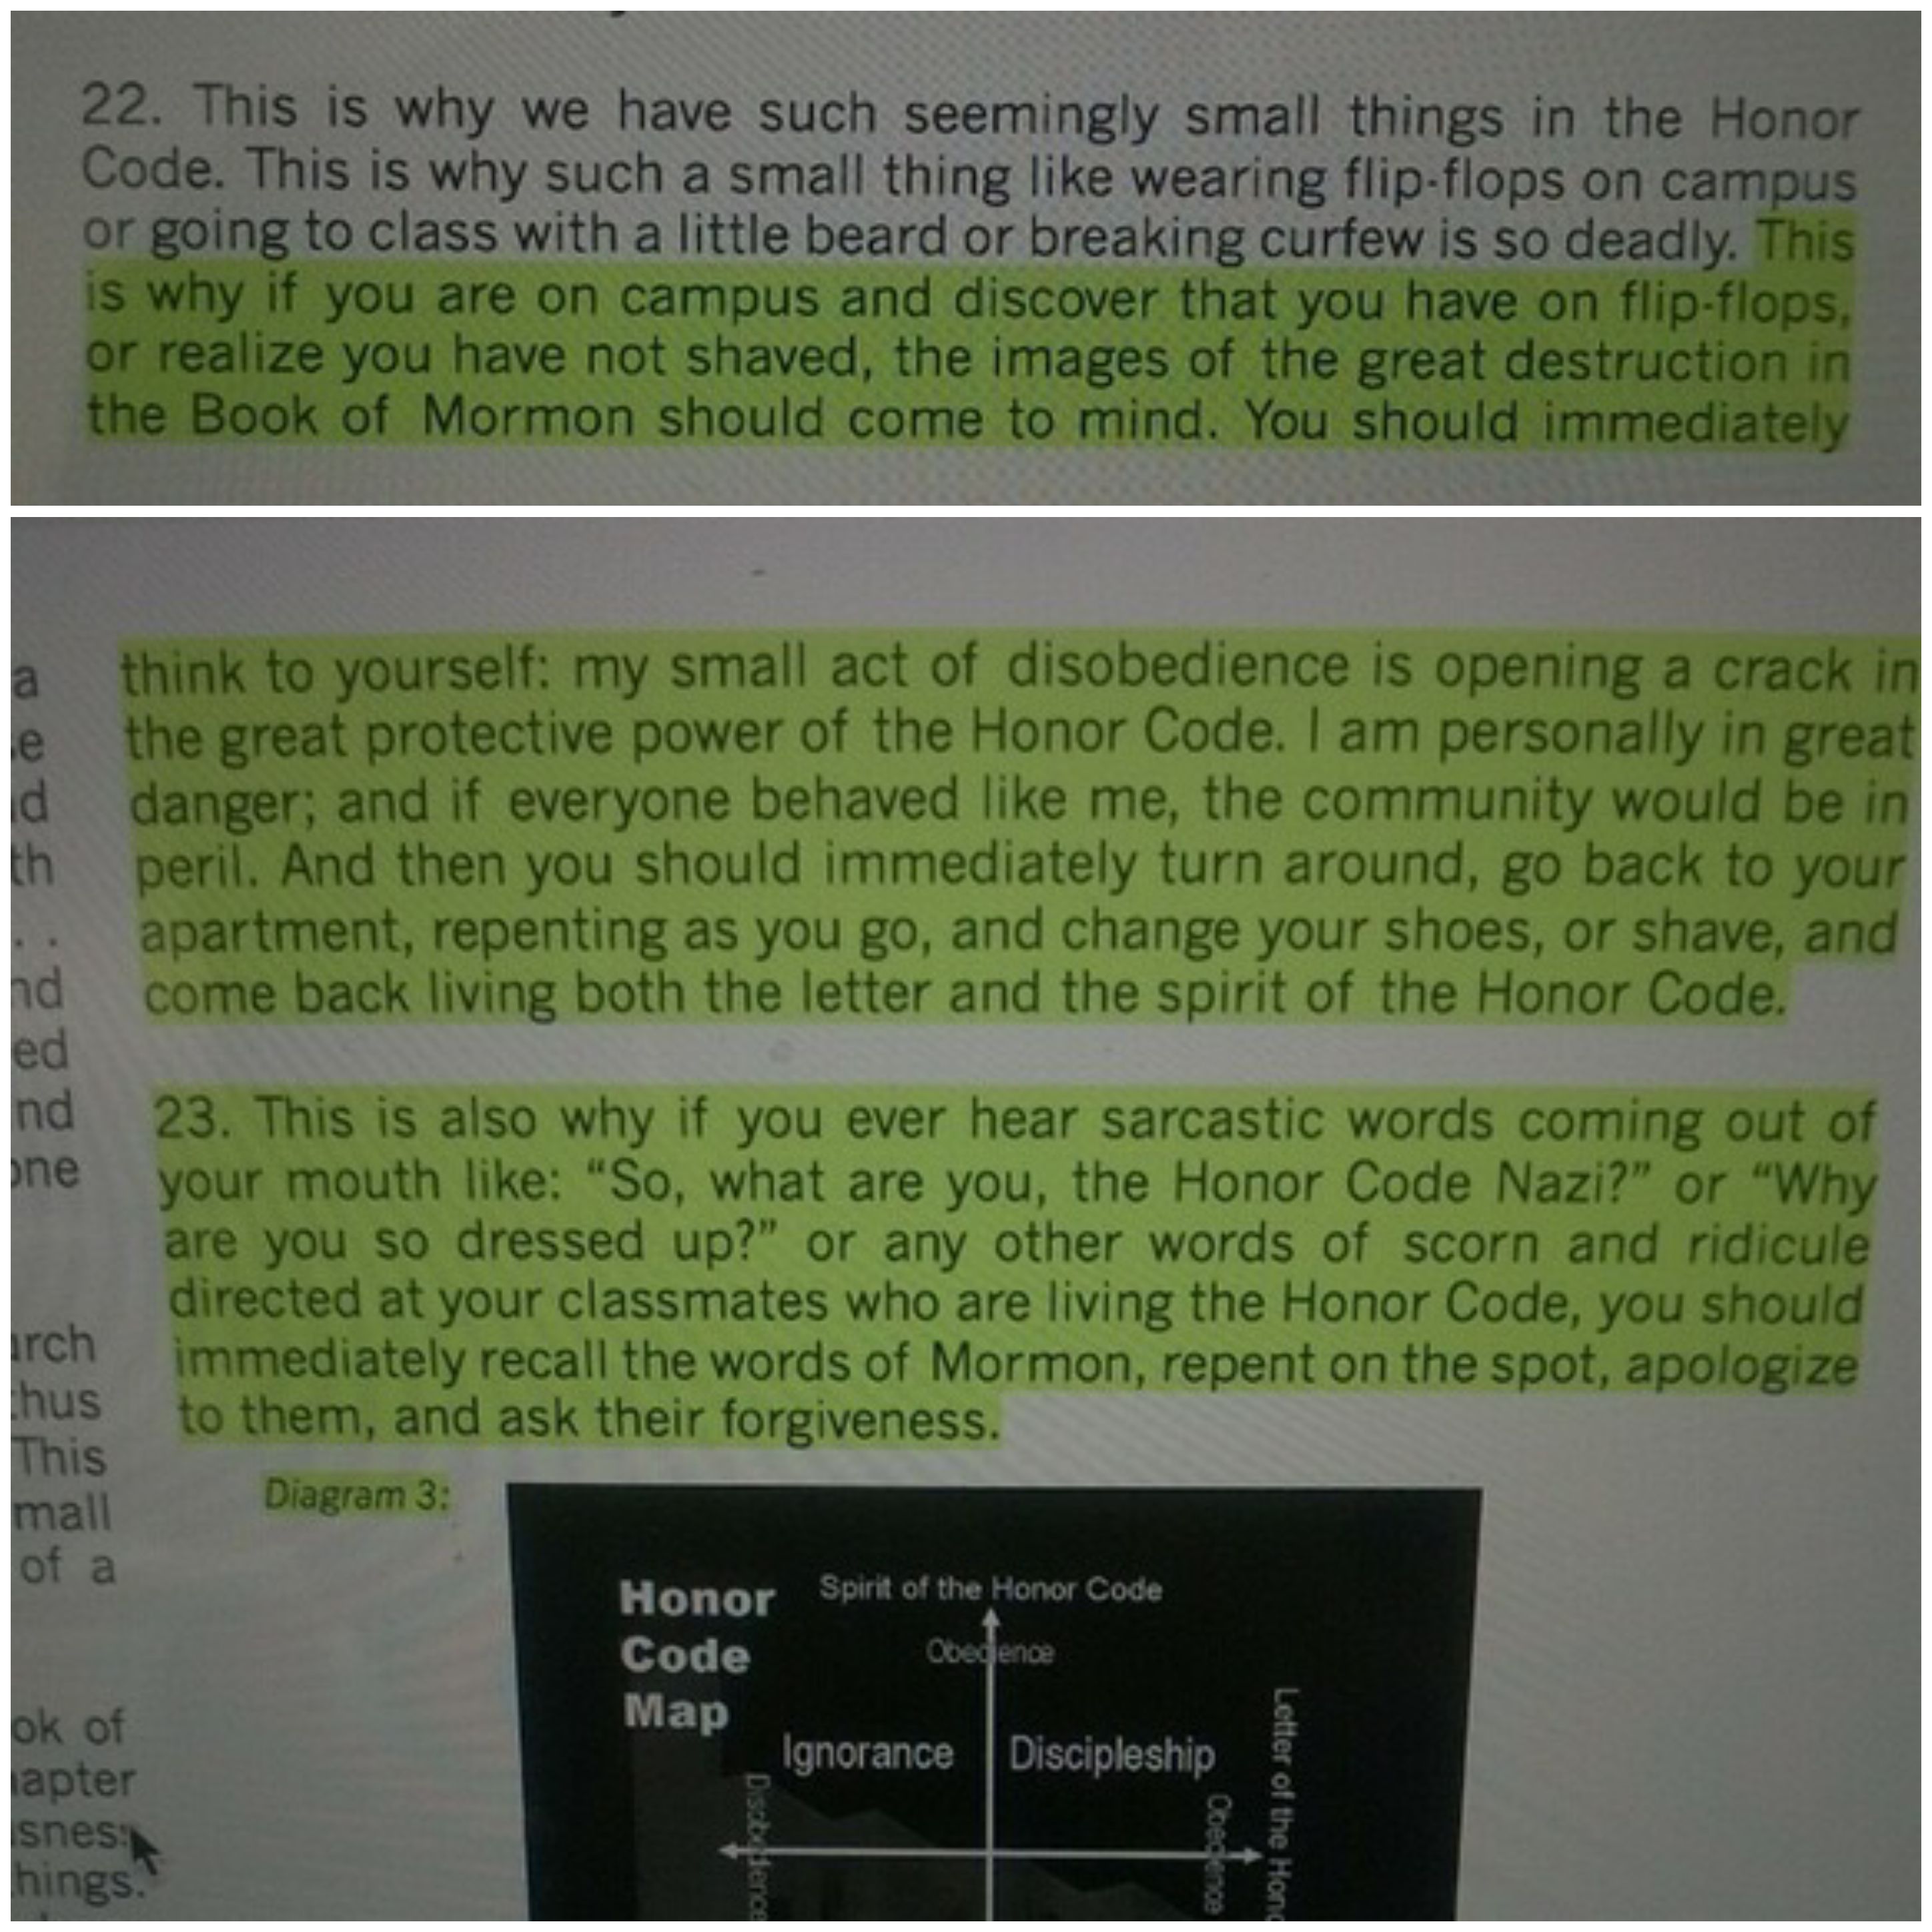 22. This is why we have such seemingly small things in the Honor
Code. This is why such a small thing like wearing flip-flops on campus
or going to class with a little beard or breaking curfew is so deadly. This
is why if you are on campus and discover that you have on flip-flops,
or realize you have not shaved, the images of the great destruction in
the Book of Mormon should come to mind. You should immediately
think to yourself: my small act of disobedience is opening a crack in
the great protective power of the Honor Code. I am personally in great
danger; and if everyone behaved like me, the community would be in
peril. And then you should immediately turn around, go back to your
apartment, repenting as you go, and change your shoes, or shave, and
come back living both the letter and the spirit of the Honor Code.
23. This is also why if you ever hear sarcastic words coming out of
your mouth like: “So, what are you, the Honor Code Nazi?” or “Why
are you so dressed up?” or any other words of scorn and ridicule
directed at your classmates who are living the Honor Code, you should
immediately recall the words of Mormon, repent on the spot, apologize
to them, and ask their forgiveness.
a
nd
th
. .
nd
ed
nd
one
arch
thus
This
mall
of a
ok of
apter
hings.
Diagram 3:
Honor
Code
Map
Spirit of the Honor Code
Obedience
Ignorance
Discipleship
Disobedience
Obedience
Letter of the Hono